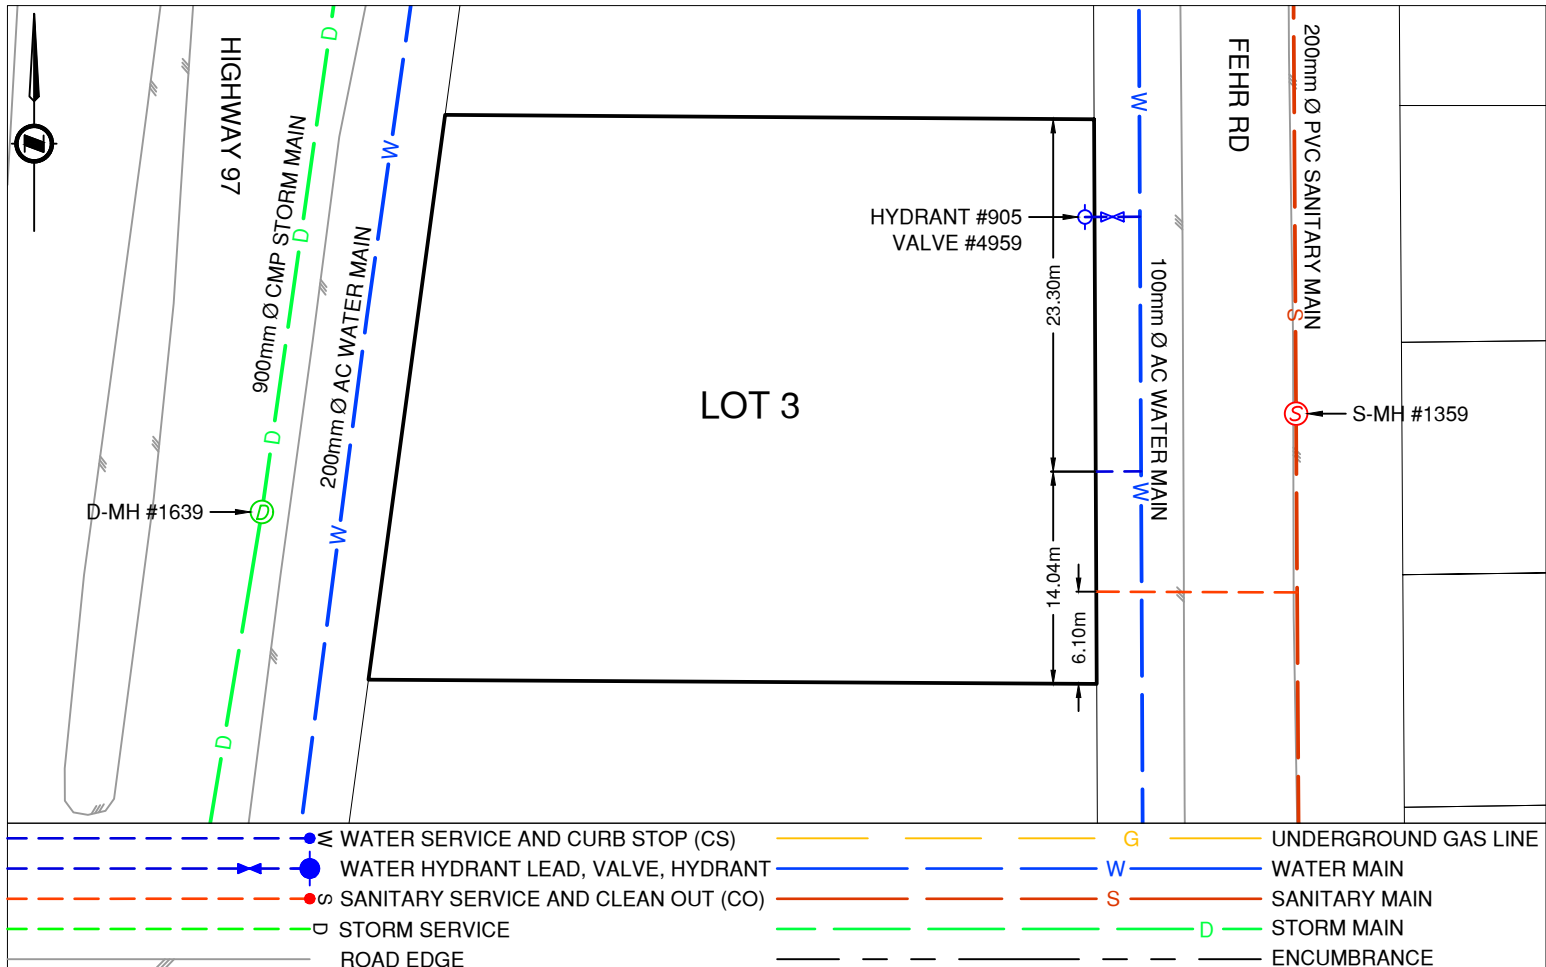 HIGHWAY 97
D
900mm Ø CMP STORM MAIN
D
D
D-MH #1639
D
D
W
200mm Ø AC WATER MAIN
W
LOT 3
HYDRANT #905
VALVE #4959
23.30m
14.04m
6.10m
W
100mm Ø AC WATER MAIN
W
FEHR RD
200mm Ø PVC SANITARY MAIN
S
S
S-MH #1359
W WATER SERVICE AND CURB STOP (CS)
WATER HYDRANT LEAD, VALVE, HYDRANT
S SANITARY SERVICE AND CLEAN OUT (CO)
D STORM SERVICE
ROAD EDGE
G UNDERGROUND GAS LINE
W WATER MAIN
S SANITARY MAIN
D STORM MAIN
ENCUMBRANCE